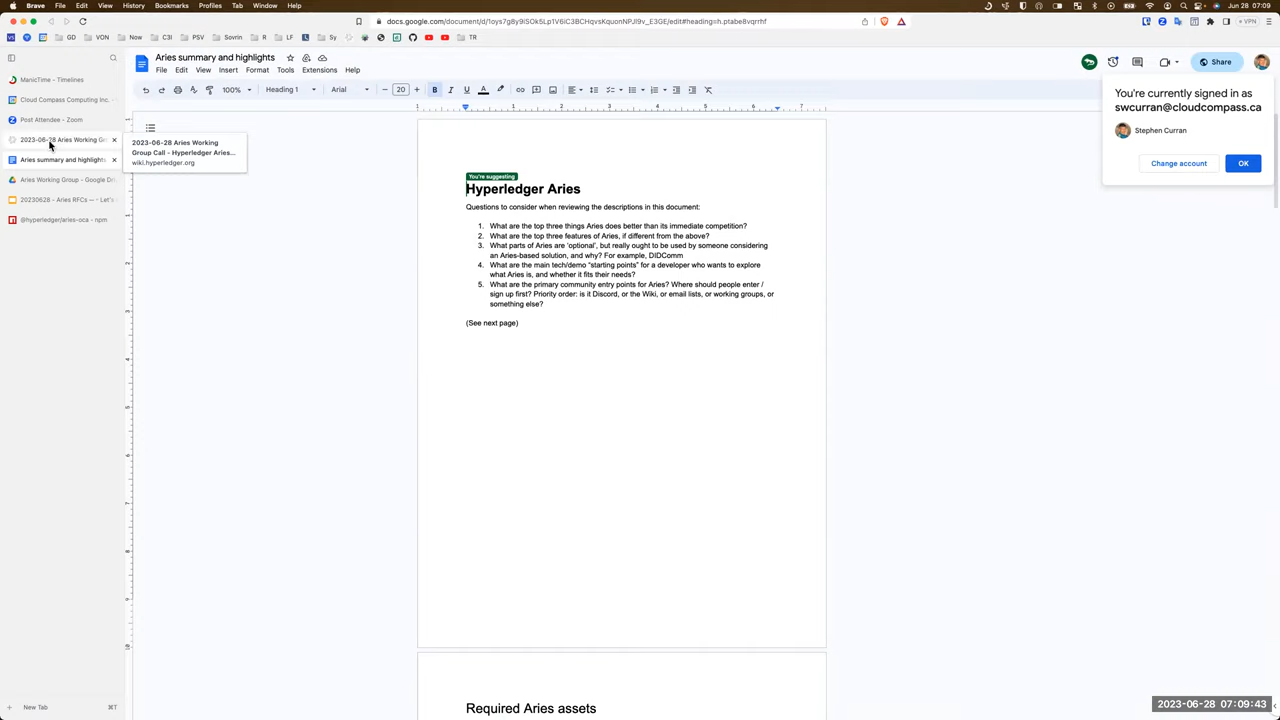 Brave File Edit View History Bookmarks Profiles Tab Window Help
Jun 28 07:09
docs.google.com/document/d/1oys7g8y9iSOk5Lp1V6iC3BCHqvsKquonNPJI9v_E3GE/edit#heading=h.ptabe8vqrrhf
VPN
GD VON Now C3I PSV Sovrin R LF Sy TR
ManicTime - Timelines
Cloud Compass Computing Inc. -
Post Attendee - Zoom
2023-06-28 Aries Working Gr
Aries summary and highlights
Aries Working Group - Google Dri
20230628 - Aries RFCs — - Let's
@hyperledger/aries-oca - npm
New Tab ⌘T
2023-06-28 Aries Working
Group Call - Hyperledger Aries...
wiki.hyperledger.org
Aries summary and highlights
File Edit View Insert Format Tools Extensions Help
Share
100% Heading 1 Arial 20 B I U A
1 1 2 3 4 5 6 7
You're currently signed in as
swcurran@cloudcompass.ca
Stephen Curran
Change account OK
You're suggesting
Hyperledger Aries
Questions to consider when reviewing the descriptions in this document:
1. What are the top three things Aries does better than its immediate competition?
2. What are the top three features of Aries, if different from the above?
3. What parts of Aries are 'optional', but really ought to be used by someone considering
an Aries-based solution, and why? For example, DIDComm
4. What are the main tech/demo "starting points" for a developer who wants to explore
what Aries is, and whether it fits their needs?
5. What are the primary community entry points for Aries? Where should people enter /
sign up first? Priority order: is it Discord, or the Wiki, or email lists, or working groups, or
something else?
(See next page)
Required Aries assets
2023-06-28 07:09:43